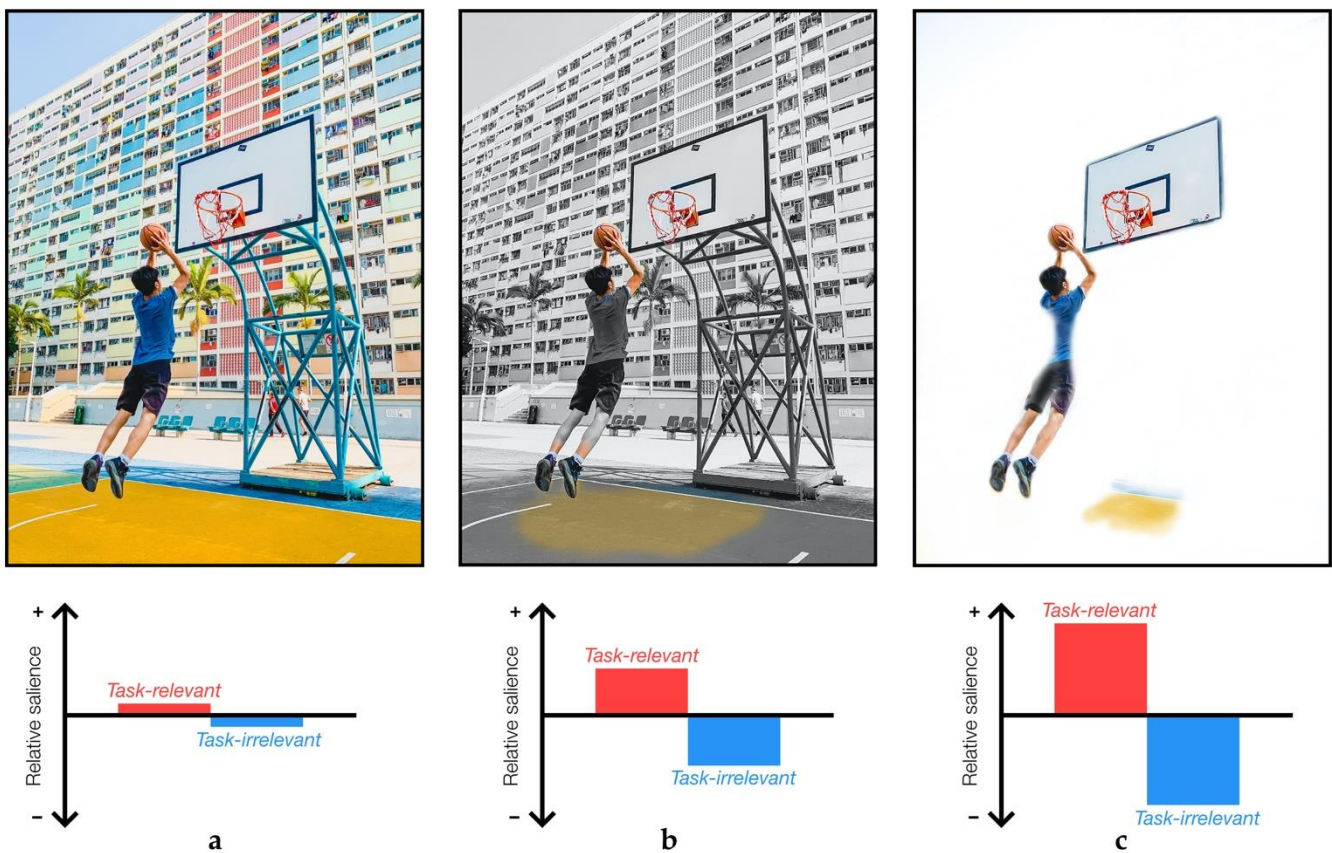 +
Relative salience
Task-relevant
Task-irrelevant
−
a
+
Relative salience
Task-relevant
Task-irrelevant
−
b
+
Relative salience
Task-relevant
Task-irrelevant
−
c